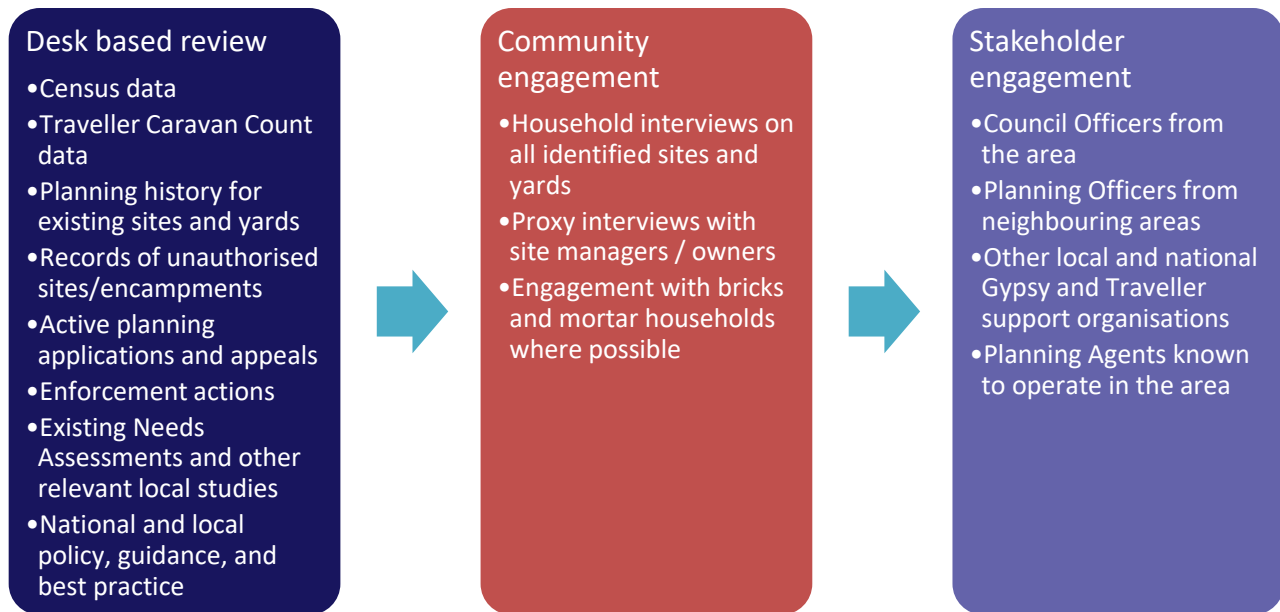 Desk based review
•Census data
•Traveller Caravan Count
data
•Planning history for
existing sites and yards
•Records of unauthorised
sites/encampments
•Active planning
applications and appeals
•Enforcement actions
•Existing Needs
Assessments and other
relevant local studies
•National and local
policy, guidance, and
best practice
Community
engagement
•Household interviews on
all identified sites and
yards
•Proxy interviews with
site managers / owners
•Engagement with bricks
and mortar households
where possible
Stakeholder
engagement
•Council Officers from
the area
•Planning Officers from
neighbouring areas
•Other local and national
Gypsy and Traveller
support organisations
•Planning Agents known
to operate in the area